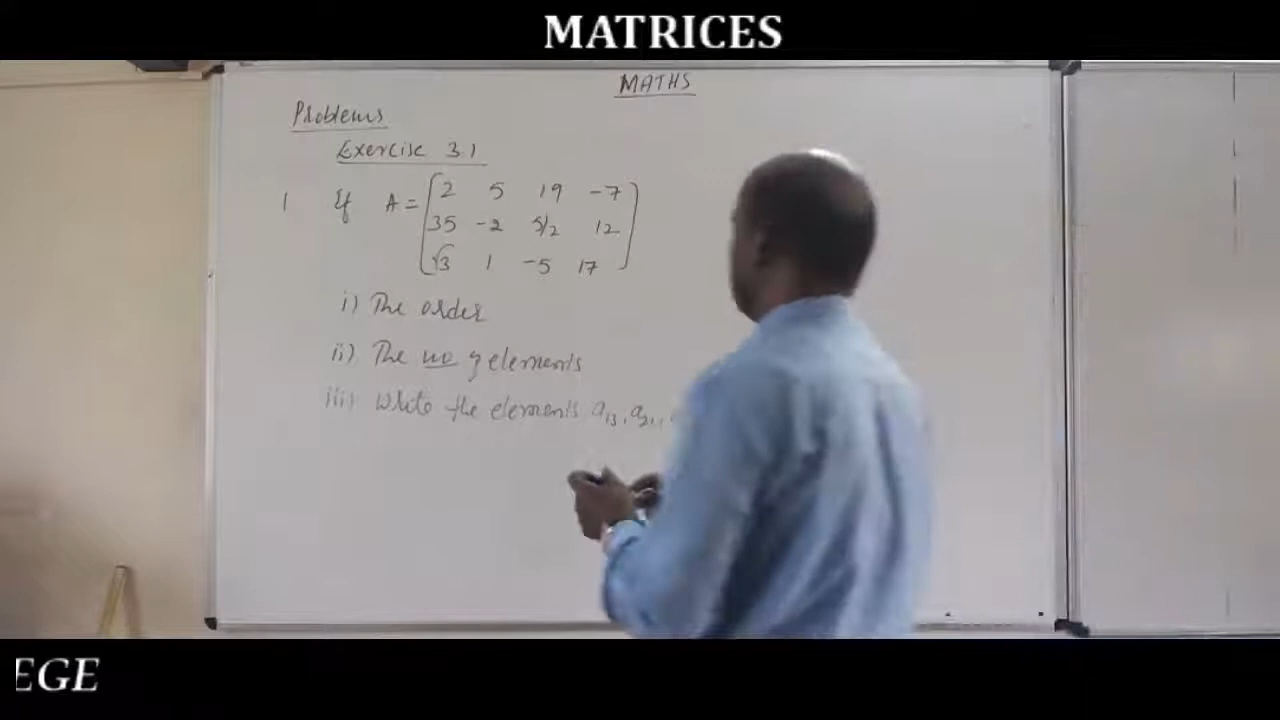 MATRICES
MATHS
Problems
Exercise 3.1
1 If A = [2 5 19 -7
35 -2 5/2 12
√3 1 -5 17]
i) The order
ii) The no of elements
iii) Write the elements a₁₃, a₂₁,
EGE